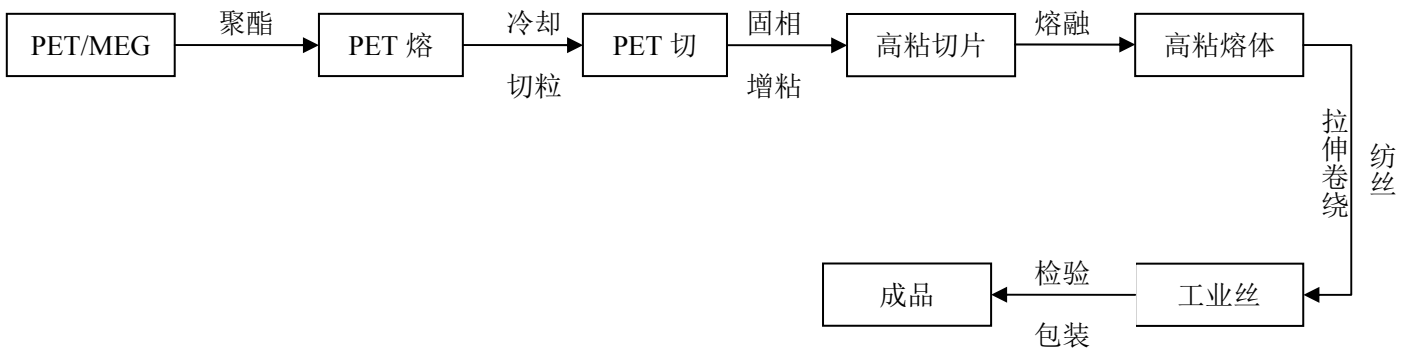 PET/MEG
聚酯
PET 熔
冷却
切粒
PET 切
固相
增粘
高粘切片
熔融
高粘熔体
拉伸卷绕
纺丝
工业丝
检验
包装
成品